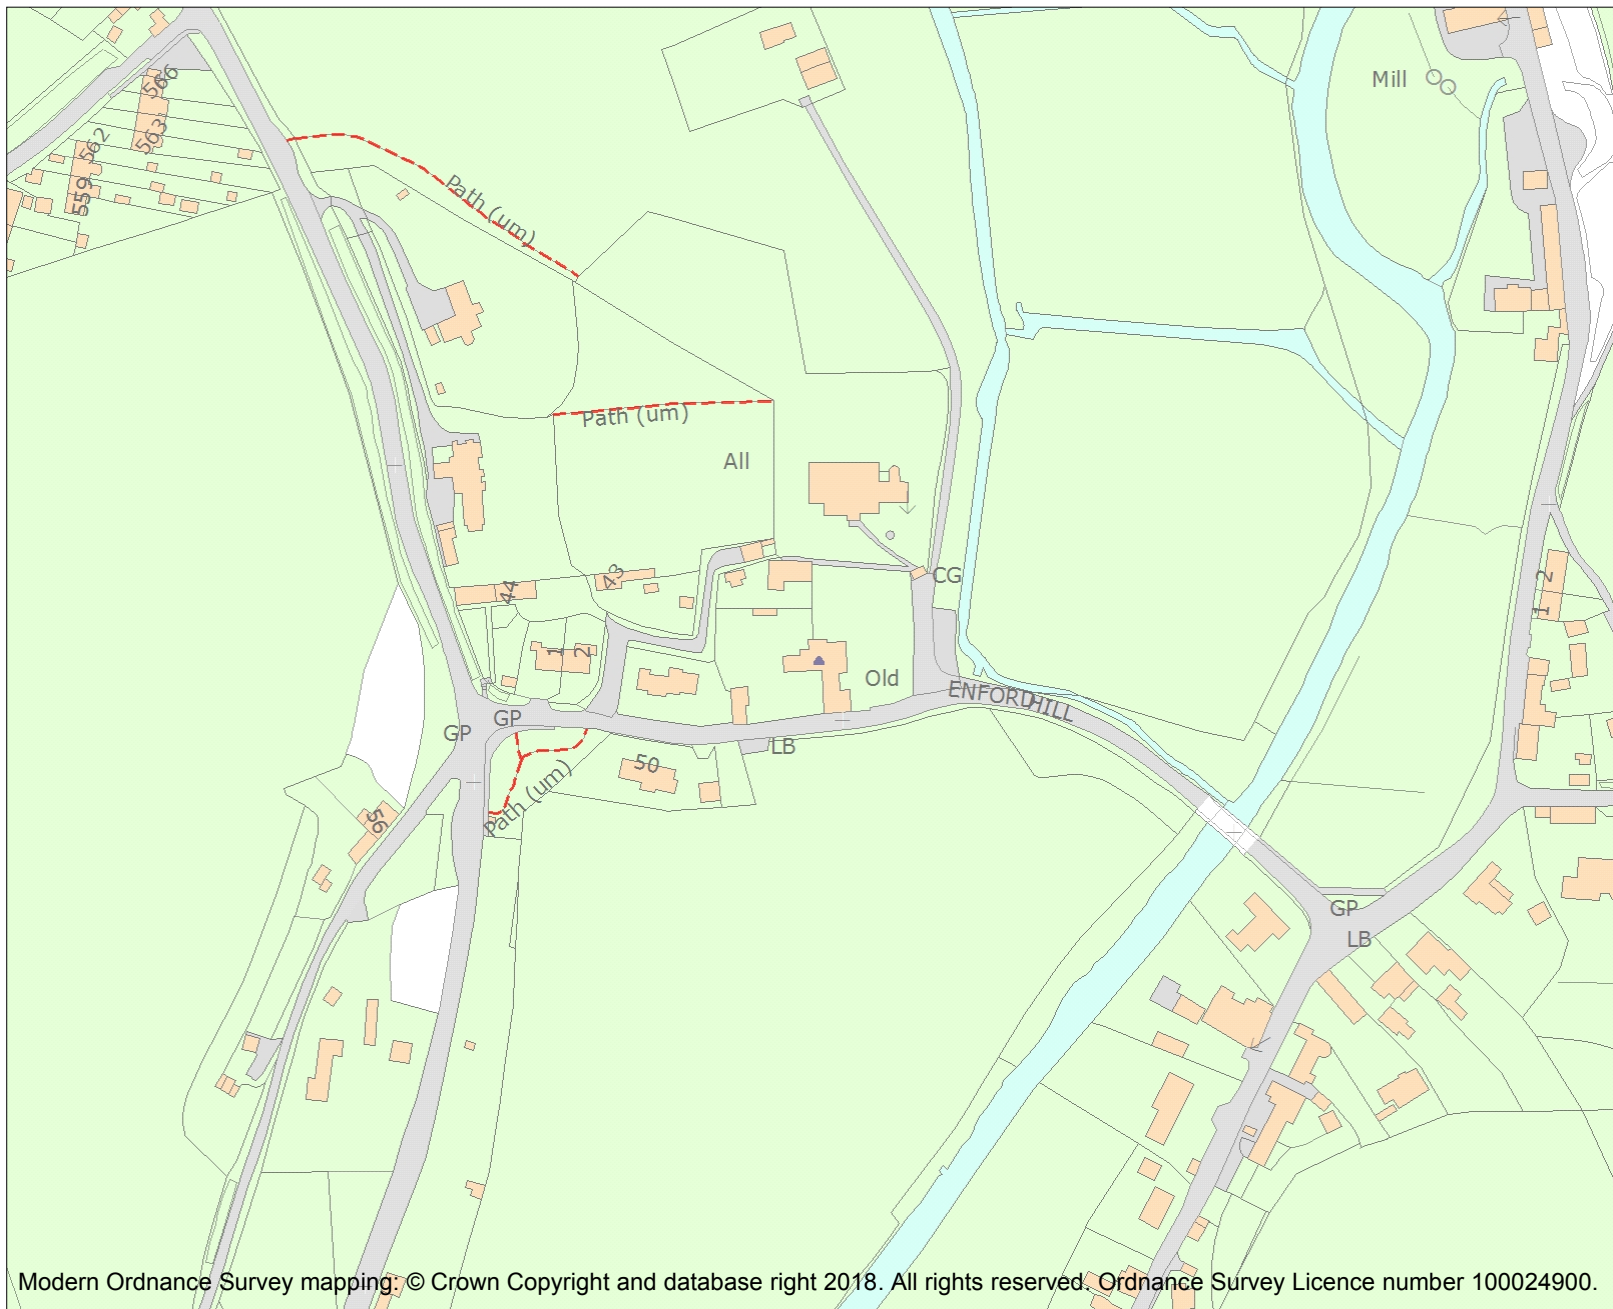 Mill
566
563
562
559
Path (um)
Path (um)
All
CG
43
44
1
2
2
1
Old
ENFORD HILL
GP
GP
LB
50
Path (um)
56
GP
LB
Modern Ordnance Survey mapping: © Crown Copyright and database right 2018. All rights reserved. Ordnance Survey Licence number 100024900.